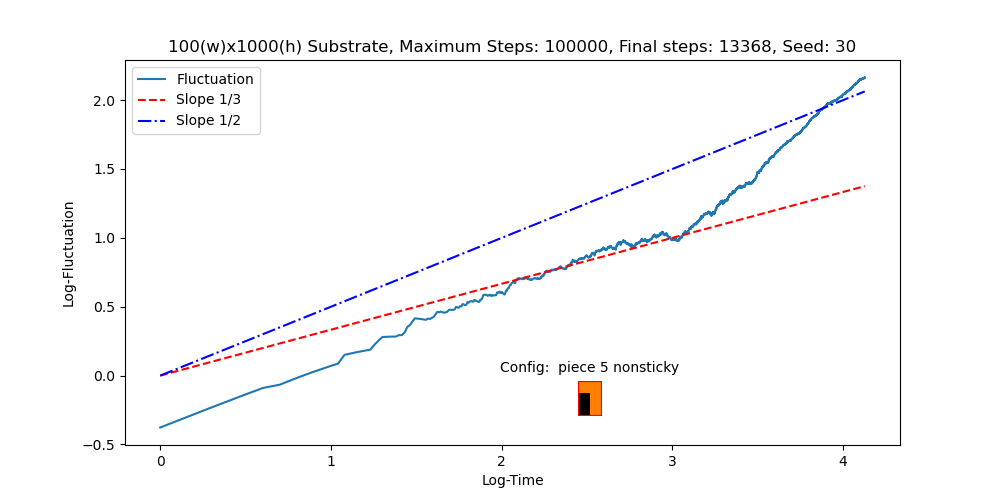 100(w)x1000(h) Substrate, Maximum Steps: 100000, Final steps: 13368, Seed: 30
Fluctuation
Slope 1/3
Slope 1/2
2.0
1.5
1.0
0.5
0.0
−0.5
Log-Fluctuation
Config:  piece 5 nonsticky
0 1 2 3 4
Log-Time